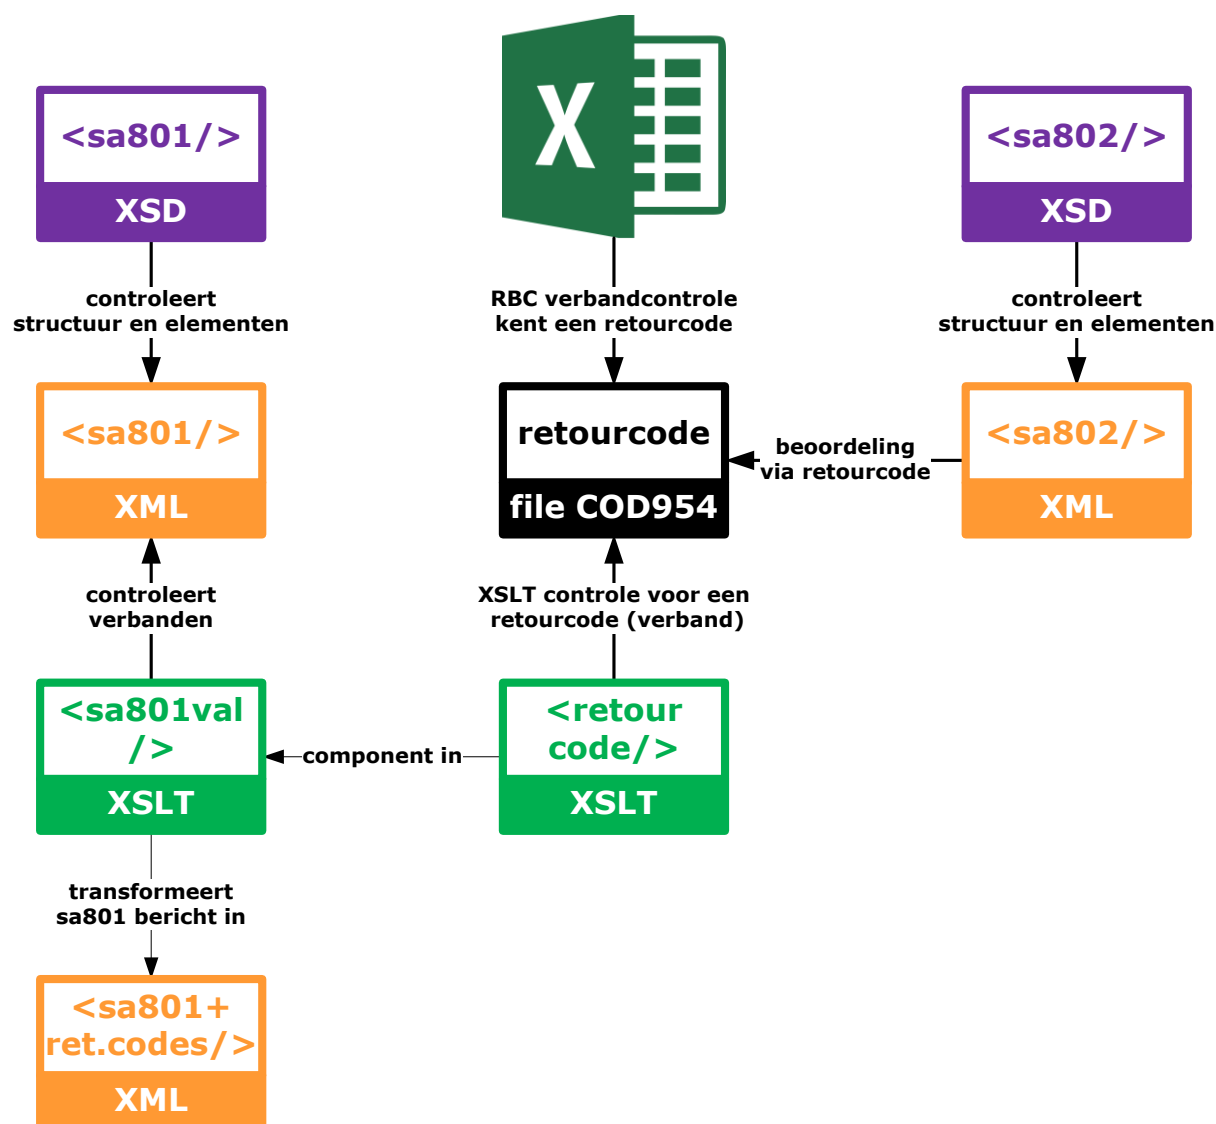 X
<sa801/>
XSD
<sa802/>
XSD
controleert
structuur en elementen
RBC verbandcontrole
kent een retourcode
controleert
structuur en elementen
<sa801/>
XML
retourcode
file COD954
beoordeling
via retourcode
<sa802/>
XML
controleert
verbanden
XSLT controle voor een
retourcode (verband)
<sa801val
/>
XSLT
component in
<retour
code/>
XSLT
transformeert
sa801 bericht in
<sa801+
ret.codes/>
XML